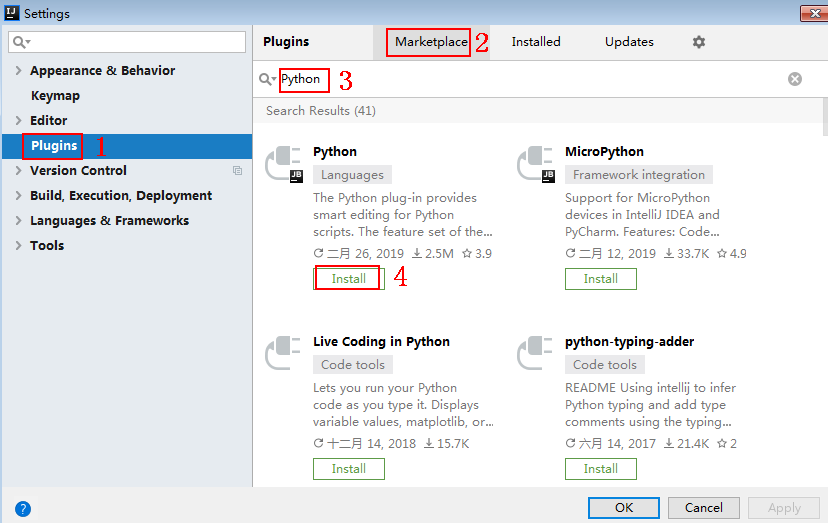 IJ Settings
Plugins Marketplace 2 Installed Updates
Python 3
Search Results (41)
Appearance & Behavior
Keymap
Editor
Plugins 1
Version Control
Build, Execution, Deployment
Languages & Frameworks
Tools
Python
JB
Languages
The Python plug-in provides
smart editing for Python
scripts. The feature set of the...
二月 26, 2019 2.5M 3.9
Install 4
MicroPython
JB
Framework integration
Support for MicroPython
devices in IntelliJ IDEA and
PyCharm. Features: Code...
二月 12, 2019 33.7K 4.9
Install
Live Coding in Python
Code tools
Lets you run your Python
code as you type it. Displays
variable values, matplotlib, or...
十二月 14, 2018 15.7K
Install
python-typing-adder
Code tools
README Using intellij to infer
Python typing and add type
comments using the typing...
六月 14, 2017 21.4K 2
Install
? OK Cancel Apply